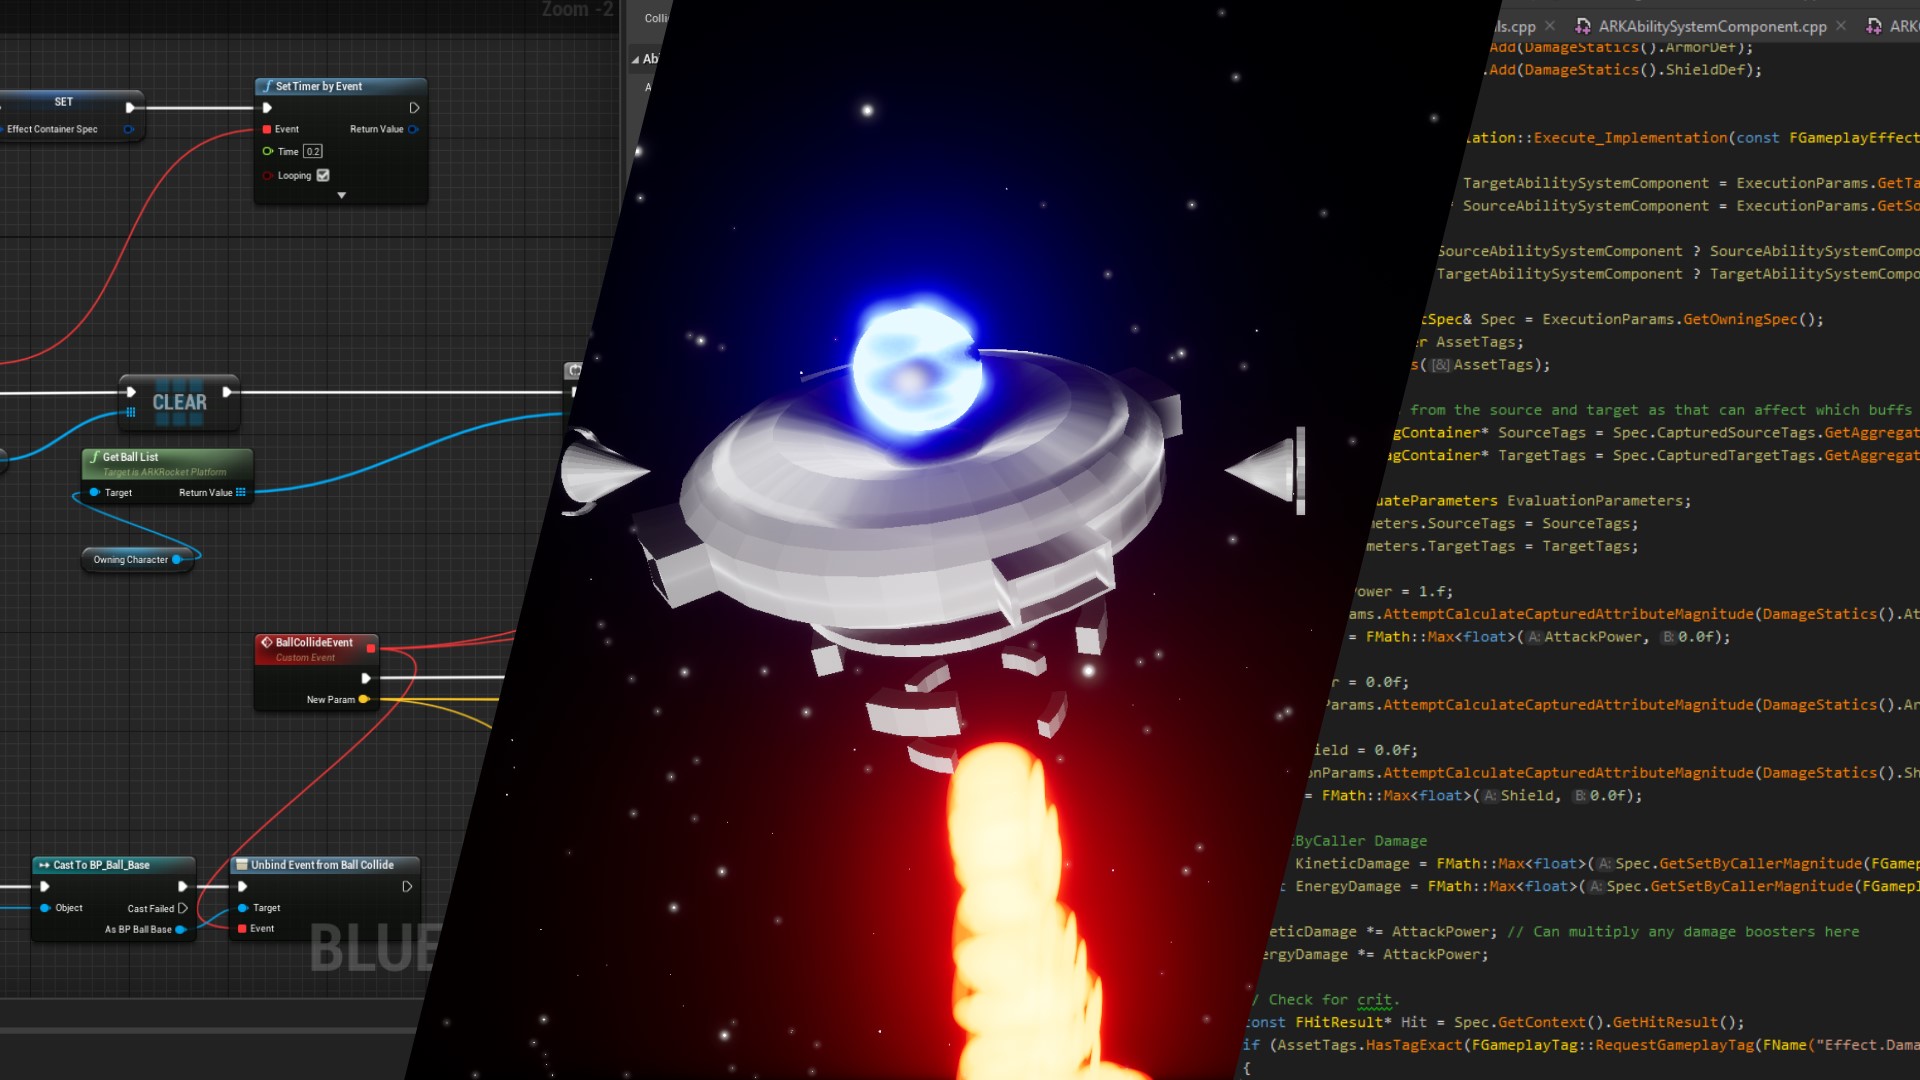 Zoom -2
SET
Effect Container Spec
Set Timer by Event
Event
Return Value
Time 0.2
Looping
CLEAR
Get Ball List
Target is ARKRocket Platform
Target
Return Value
Owning Character
BallCollideEvent
Custom Event
New Param
Cast To BP_Ball_Base
Object
Cast Failed
As BP Ball Base
Unbind Event from Ball Collide
Target
Event
BLUE
Colli
Ab
A
ls.cpp
ARKAbilitySystemComponent.cpp
ARK
.Add(DamageStatics().ArmorDef);
.Add(DamageStatics().ShieldDef);
lation::Execute_Implementation(const FGameplayEffect
TargetAbilitySystemComponent = ExecutionParams.GetTa
* SourceAbilitySystemComponent = ExecutionParams.GetSo
SourceAbilitySystemComponent ? SourceAbilitySystemCompo
TargetAbilitySystemComponent ? TargetAbilitySystemCompo
tSpec& Spec = ExecutionParams.GetOwningSpec();
er AssetTags;
s([&]AssetTags);
from the source and target as that can affect which buffs
gContainer* SourceTags = Spec.CapturedSourceTags.GetAggregat
agContainer* TargetTags = Spec.CapturedTargetTags.GetAggregat
uateParameters EvaluationParameters;
meters.SourceTags = SourceTags;
meters.TargetTags = TargetTags;
Power = 1.f;
ams.AttemptCalculateCapturedAttributeMagnitude(DamageStatics().At
= FMath::Max<float>(A:AttackPower, B:0.0f);
r = 0.0f;
Params.AttemptCalculateCapturedAttributeMagnitude(DamageStatics().Ar
ield = 0.0f;
onParams.AttemptCalculateCapturedAttributeMagnitude(DamageStatics().Sh
= FMath::Max<float>(A:Shield, B:0.0f);
ByCaller Damage
KineticDamage = FMath::Max<float>(A:Spec.GetSetByCallerMagnitude(FGamep
t EnergyDamage = FMath::Max<float>(A:Spec.GetSetByCallerMagnitude(FGamepl
eticDamage *= AttackPower; // Can multiply any damage boosters here
ergyDamage *= AttackPower;
/ Check for crit.
const FHitResult* Hit = Spec.GetContext().GetHitResult();
if (AssetTags.HasTagExact(FGameplayTag::RequestGameplayTag(FName("Effect.Dama
{